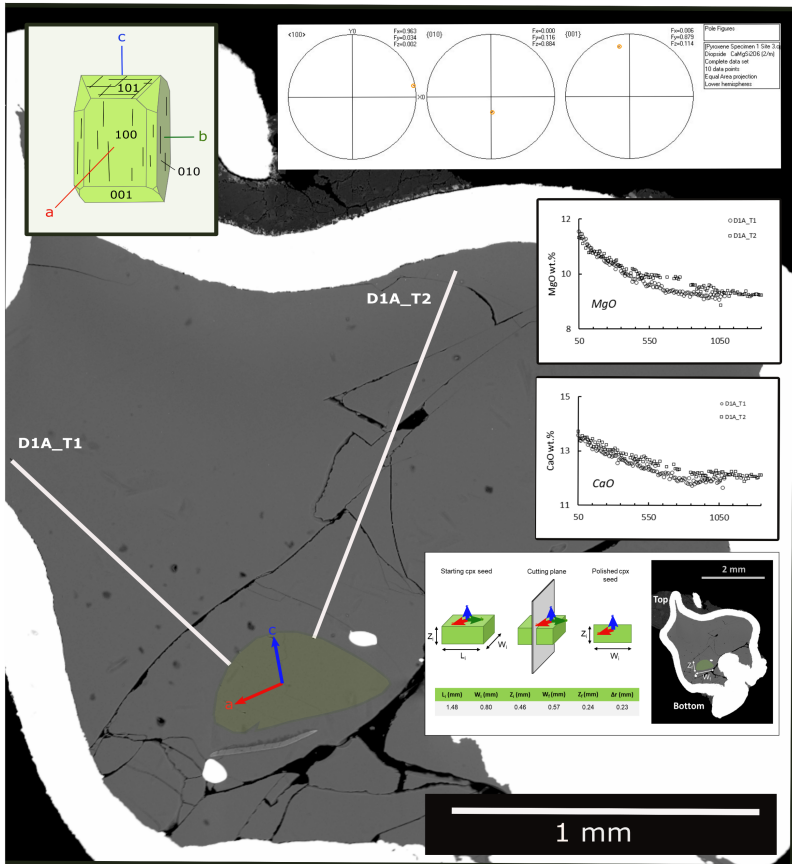 c
101
100
b
010
a
001
<100>
Y0
Fx=0.963
Fy=0.034
Fz=0.002
X0
{010}
Fx=0.000
Fy=0.116
Fz=0.884
{001}
Fx=0.006
Fy=0.879
Fz=0.114
Pole Figures
[Pyroxene Specimen 1 Site 3.c
Diopside CaMgSi2O6 [2/m]
Complete data set
10 data points
Equal Area projection
Lower hemispheres
D1A_T2
D1A_T1
c
a
12
10
8
MgO wt.%
MgO
D1A_T1
D1A_T2
50 550 1050
15
13
11
CaO wt.%
CaO
D1A_T1
D1A_T2
50 550 1050
Starting cpx seed
Cutting plane
Polished cpx
seed
Zi
Li
Wi
Zi
Wi
Li (mm) Wi (mm) Zi (mm) Wf (mm) Zf (mm) Δr (mm)
1.48 0.80 0.46 0.57 0.24 0.23
2 mm
Top
Bottom
1 mm